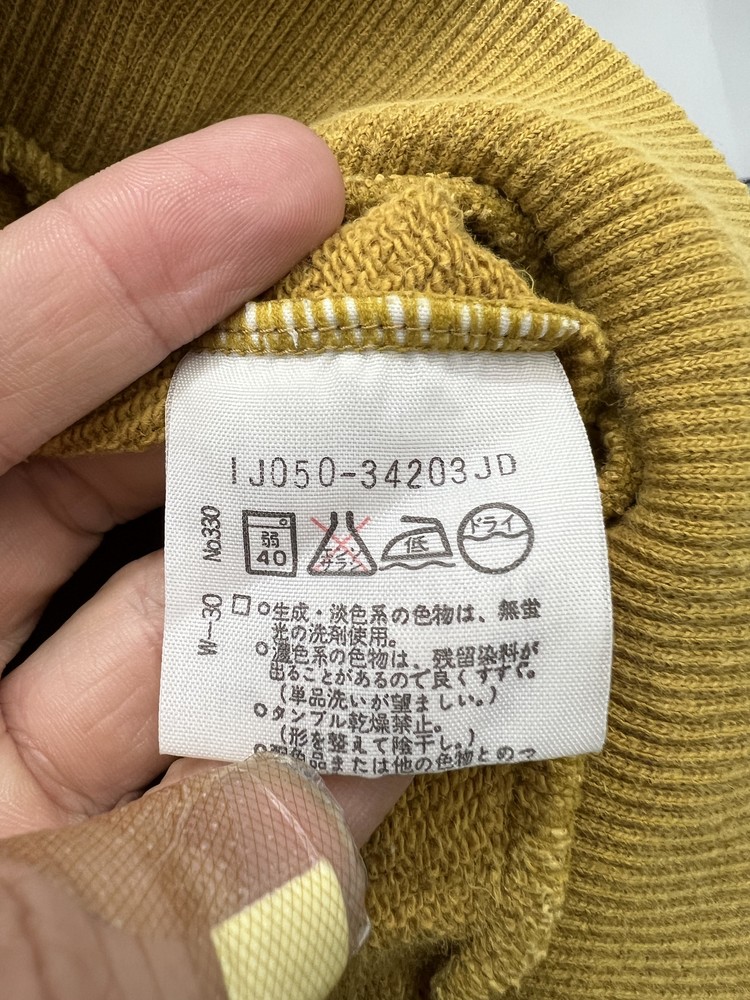 IJ050-34203JD
No.330
弱
40
エンソ
サラシ
低
ドライ
W-30
生成・淡色系の色物は、無蛍
光の洗剤使用。
濃色系の色物は、残留染料が
出ることがあるので良くすすぐ。
(単品洗いが望ましい。)
タンブル乾燥禁止。
(形を整えて陰干し。)